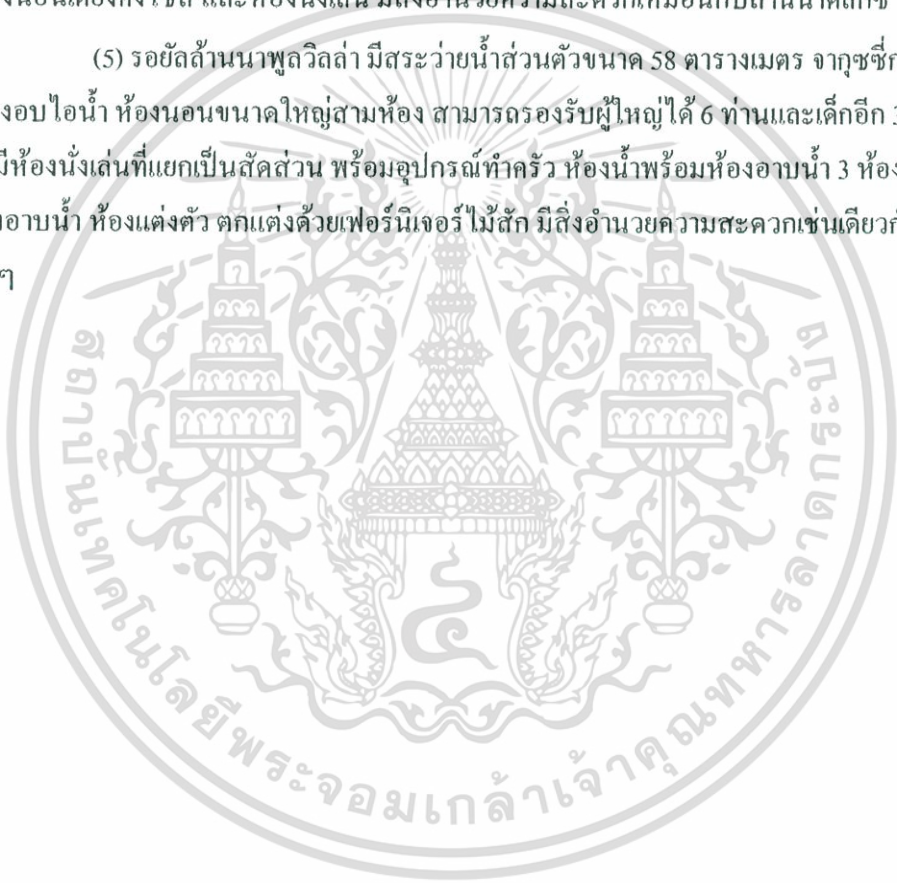 (5) รอยัลล้านนาพูลวิลล่า มีสระว่ายน้ำส่วนตัวขนาด 58 ตารางเมตร จากุซซี่
งอบไอน้ำ ห้องนอนขนาดใหญ่สามห้อง สามารถรองรับผู้ใหญ่ได้ 6 ท่านและเด็กอีก 3
มีห้องนั่งเล่นที่แยกเป็นสัดส่วน พร้อมอุปกรณ์ทำครัว ห้องน้ำพร้อมห้องอาบน้ำ 3 ห้อง
งอาบน้ำ ห้องแต่งตัว ตกแต่งด้วยเฟอร์นิเจอร์ไม้สัก มีสิ่งอำนวยความสะดวกเช่นเดียวก
ๆ
สถาบันเทคโนโลยีพระจอมเกล้าเจ้าคุณทหารลาดกระบัง